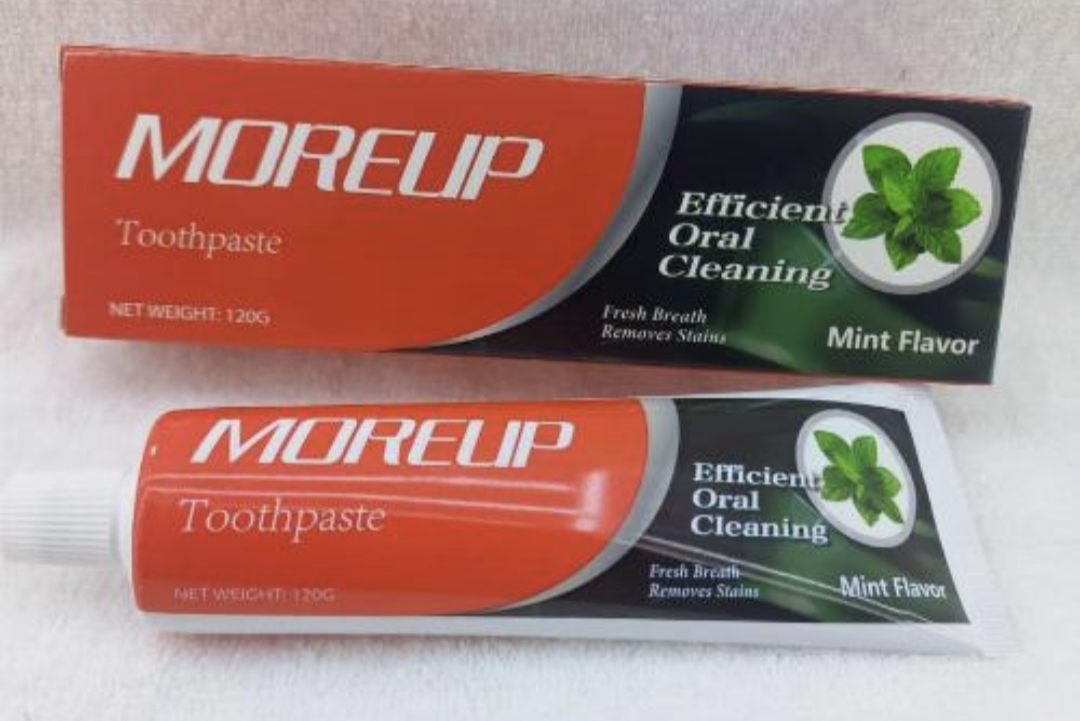 MOREUP
Toothpaste
NET WEIGHT: 120G
Efficient
Oral
Cleaning
Fresh Breath
Removes Stains
Mint Flavor
MOREUP
Toothpaste
NET WEIGHT: 120G
Efficient
Oral
Cleaning
Fresh Breath
Removes Stains
Mint Flavor